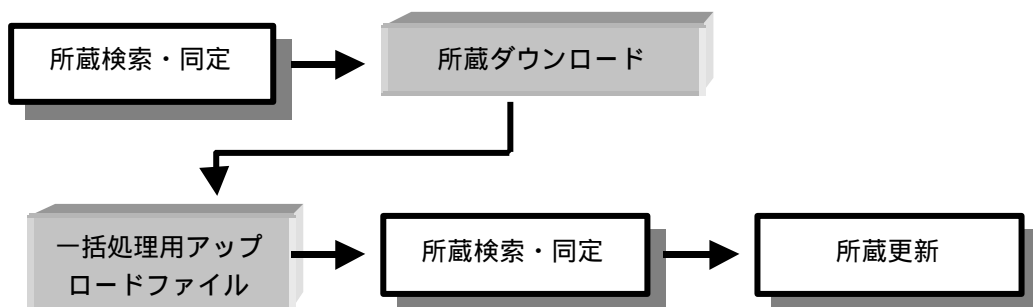 所蔵検索・同定
所蔵ダウンロード
一括処理用アップ
ロードファイル
所蔵検索・同定
所蔵更新